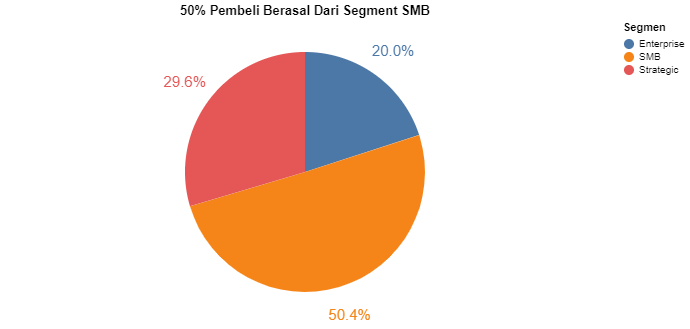 50% Pembeli Berasal Dari Segment SMB
Segmen
Enterprise
SMB
Strategic
20.0%
29.6%
50.4%